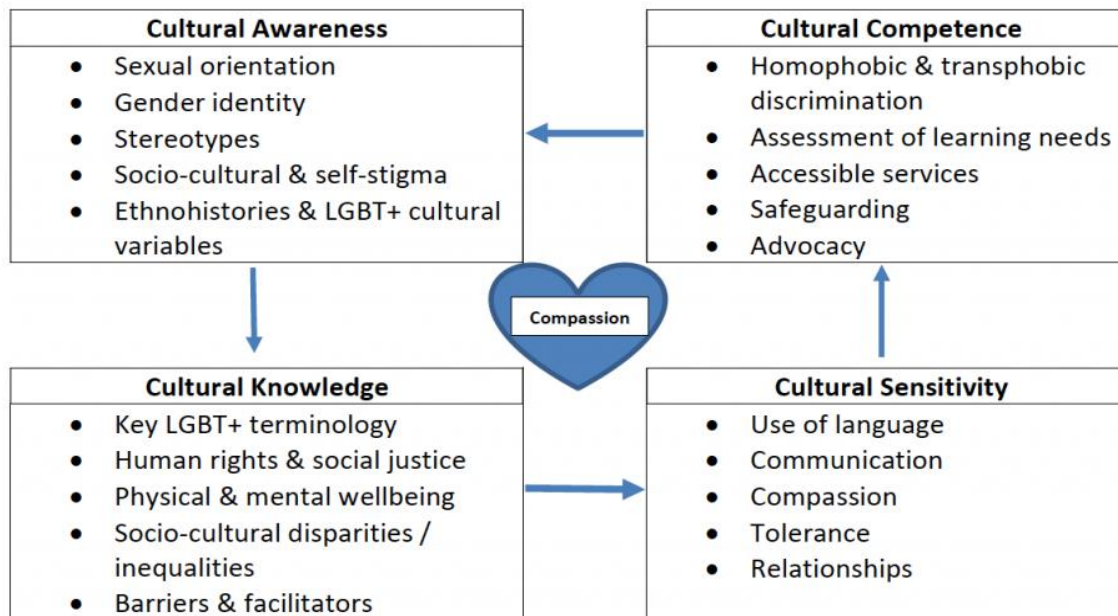 Cultural Awareness
• Sexual orientation
• Gender identity
• Stereotypes
• Socio-cultural & self-stigma
• Ethnohistories & LGBT+ cultural
variables
Cultural Competence
• Homophobic & transphobic
discrimination
• Assessment of learning needs
• Accessible services
• Safeguarding
• Advocacy
Compassion
Cultural Knowledge
• Key LGBT+ terminology
• Human rights & social justice
• Physical & mental wellbeing
• Socio-cultural disparities /
inequalities
• Barriers & facilitators
Cultural Sensitivity
• Use of language
• Communication
• Compassion
• Tolerance
• Relationships